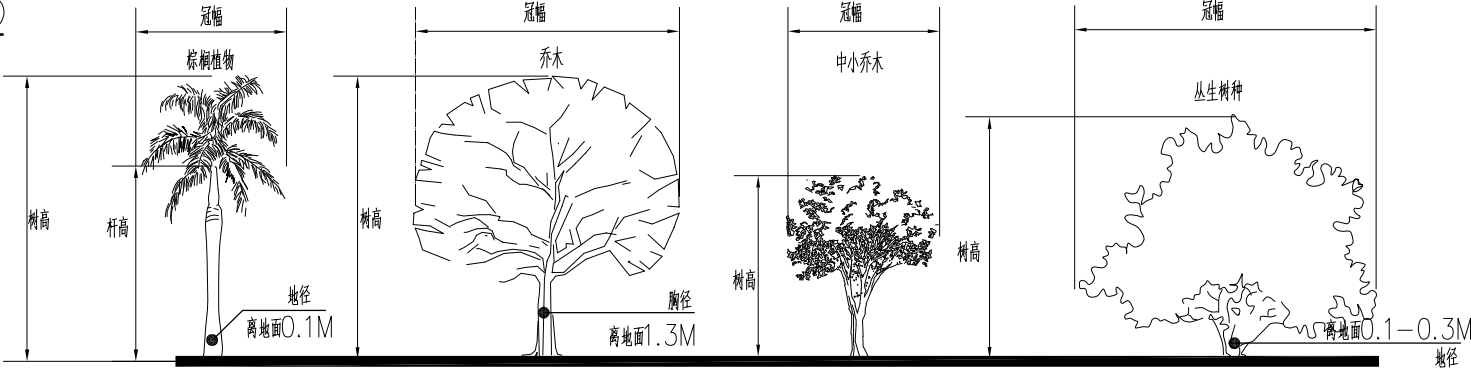 冠幅
冠幅
冠幅
冠幅
棕榈植物
乔木
中小乔木
丛生树种
树高
杆高
树高
树高
树高
地径
离地面0.1M
胸径
离地面1.3M
离地面0.1-0.3M
地径